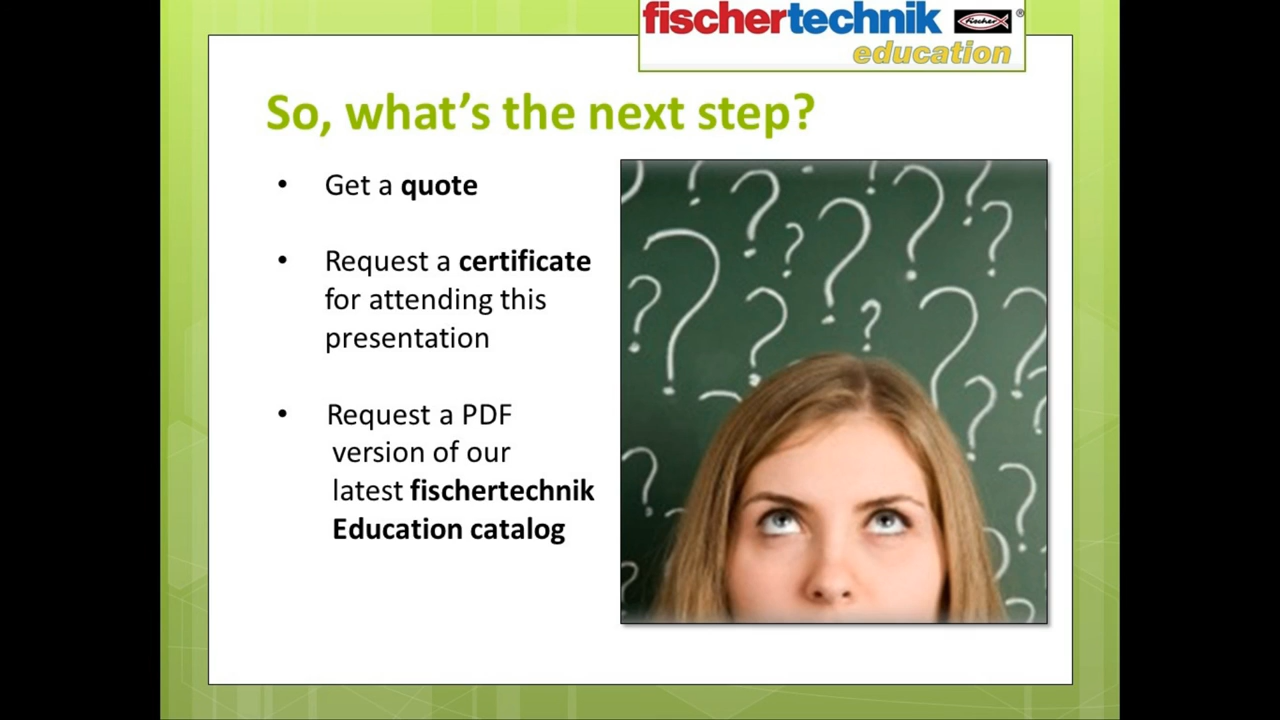 fischertechnik fischer ®
education
So, what's the next step?
• Get a quote
• Request a certificate
for attending this
presentation
• Request a PDF
version of our
latest fischertechnik
Education catalog